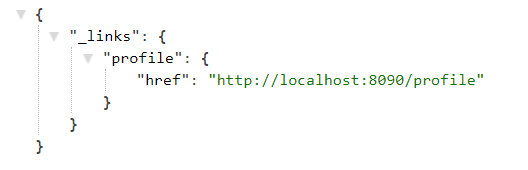 {
"_links": {
"profile": {
"href": "http://localhost:8090/profile"
}
}
}